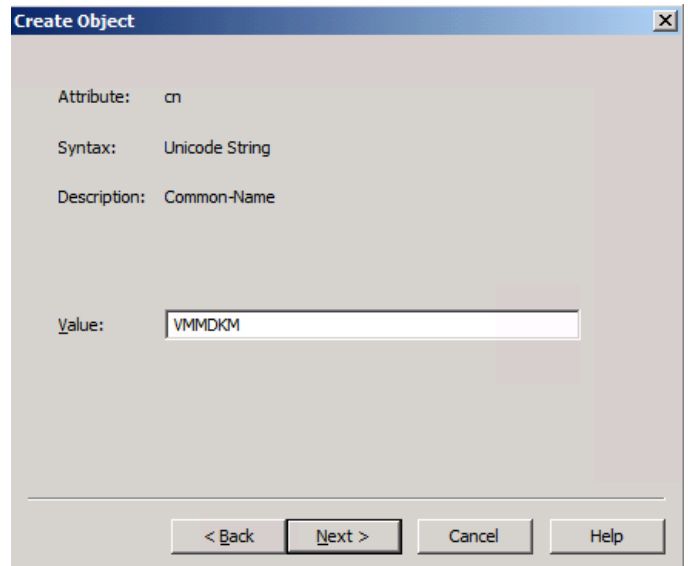 Create Object
Attribute: cn
Syntax: Unicode String
Description: Common-Name
Value: VMMDKM
< Back Next > Cancel Help